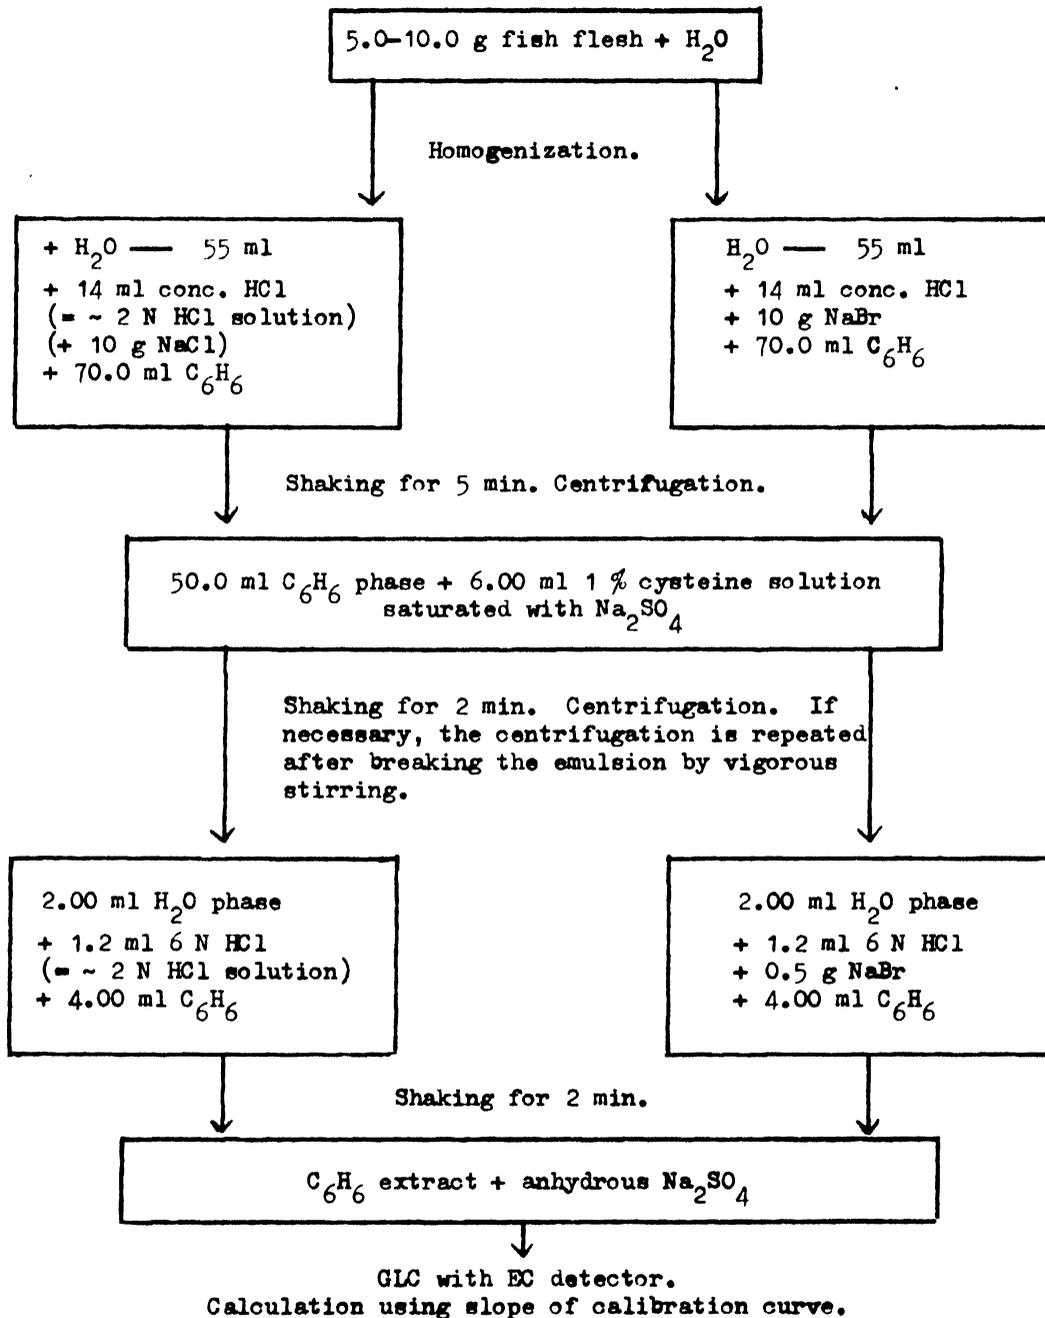 5.0-10.0 g fish flesh + H2O
Homogenization.
+ H2O — 55 ml
+ 14 ml conc. HCl
(= ~ 2 N HCl solution)
(+ 10 g NaCl)
+ 70.0 ml C6H6
H2O — 55 ml
+ 14 ml conc. HCl
+ 10 g NaBr
+ 70.0 ml C6H6
Shaking for 5 min. Centrifugation.
50.0 ml C6H6 phase + 6.00 ml 1 % cysteine solution
saturated with Na2SO4
Shaking for 2 min. Centrifugation. If
necessary, the centrifugation is repeated
after breaking the emulsion by vigorous
stirring.
2.00 ml H2O phase
+ 1.2 ml 6 N HCl
(= ~ 2 N HCl solution)
+ 4.00 ml C6H6
2.00 ml H2O phase
+ 1.2 ml 6 N HCl
+ 0.5 g NaBr
+ 4.00 ml C6H6
Shaking for 2 min.
C6H6 extract + anhydrous Na2SO4
GLC with EC detector.
Calculation using slope of calibration curve.